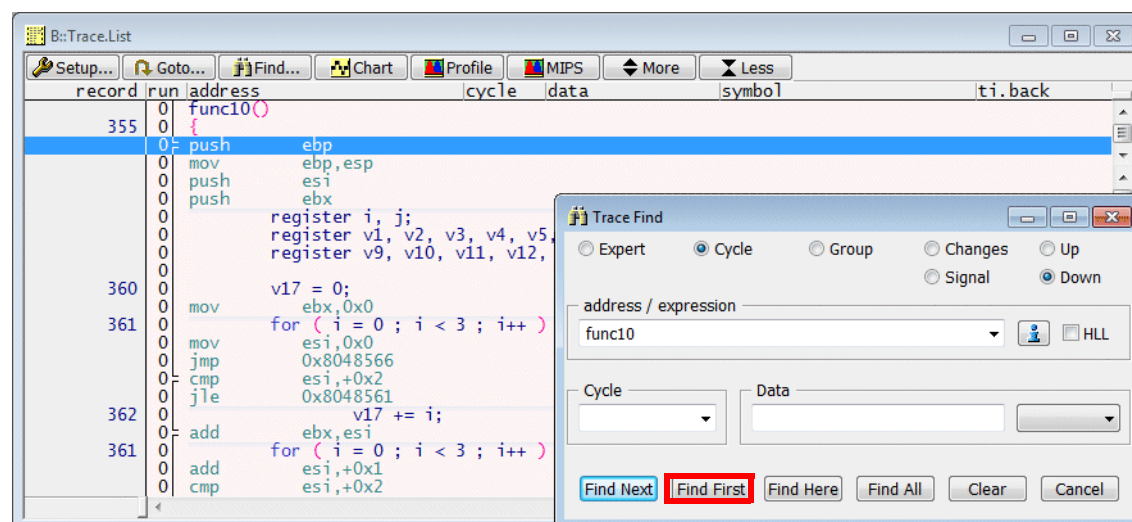 B::Trace.List
Setup... Goto... Find... Chart Profile MIPS More Less
record run address cycle data symbol ti.back
0 func10()
355 0 {
0 push ebp
0 mov ebp,esp
0 push esi
0 push ebx
0 register i, j;
0 register v1, v2, v3, v4, v5,
0 register v9, v10, v11, v12,
0
360 0 v17 = 0;
0 mov ebx,0x0
361 0 for ( i = 0 ; i < 3 ; i++ )
0 mov esi,0x0
0 jmp 0x8048566
0 cmp esi,+0x2
0 jle 0x8048561
362 0 v17 += i;
0 add ebx,esi
361 0 for ( i = 0 ; i < 3 ; i++ )
0 add esi,+0x1
0 cmp esi,+0x2
Trace Find
Expert Cycle Group Changes Up
Signal Down
address / expression
func10
HLL
Cycle Data
Find Next Find First Find Here Find All Clear Cancel